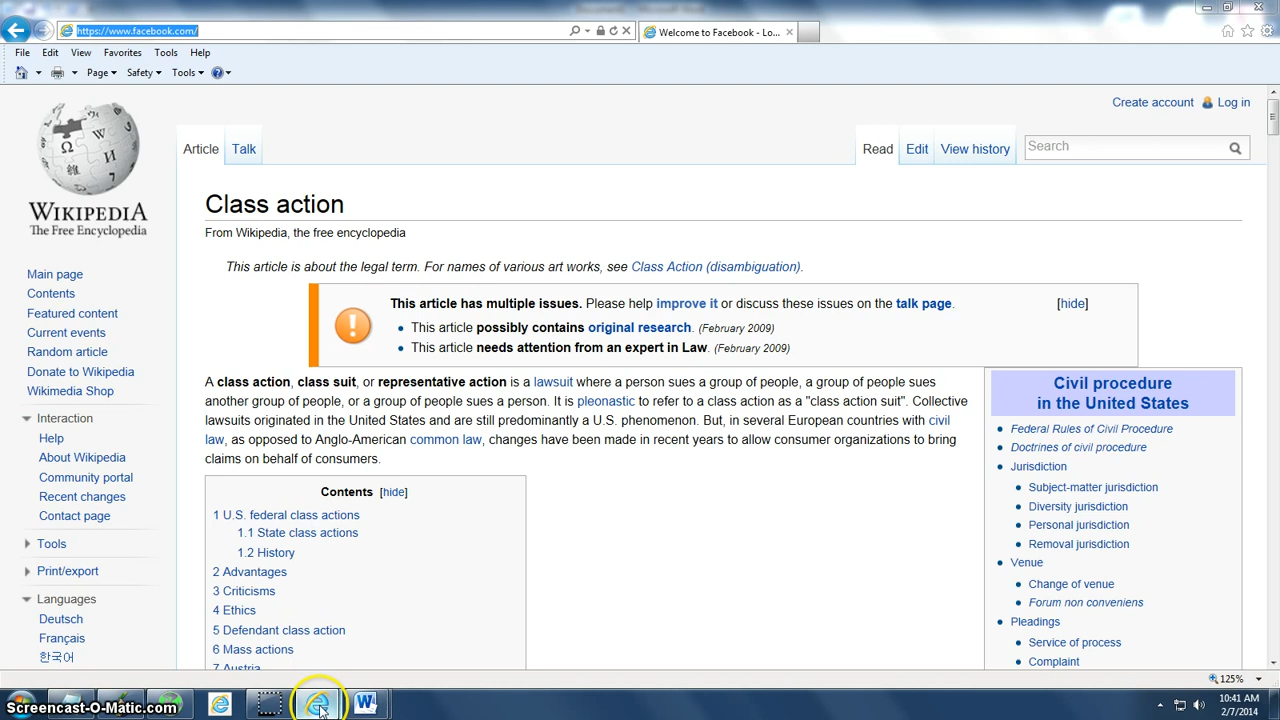 https://www.facebook.com/
Welcome to Facebook - Lo...
File Edit View Favorites Tools Help
Page Safety Tools
Create account Log in
Article Talk
Read Edit View history
Search
WIKIPEDIA
The Free Encyclopedia
Main page
Contents
Featured content
Current events
Random article
Donate to Wikipedia
Wikimedia Shop
Interaction
Help
About Wikipedia
Community portal
Recent changes
Contact page
Tools
Print/export
Languages
Deutsch
Français
한국어
Class action
From Wikipedia, the free encyclopedia
This article is about the legal term. For names of various art works, see Class Action (disambiguation).
This article has multiple issues. Please help improve it or discuss these issues on the talk page. [hide]
This article possibly contains original research. (February 2009)
This article needs attention from an expert in Law. (February 2009)
A class action, class suit, or representative action is a lawsuit where a person sues a group of people, a group of people sues
another group of people, or a group of people sues a person. It is pleonastic to refer to a class action as a "class action suit". Collective
lawsuits originated in the United States and are still predominantly a U.S. phenomenon. But, in several European countries with civil
law, as opposed to Anglo-American common law, changes have been made in recent years to allow consumer organizations to bring
claims on behalf of consumers.
Contents [hide]
1 U.S. federal class actions
1.1 State class actions
1.2 History
2 Advantages
3 Criticisms
4 Ethics
5 Defendant class action
6 Mass actions
7 Austria
Civil procedure
in the United States
Federal Rules of Civil Procedure
Doctrines of civil procedure
Jurisdiction
Subject-matter jurisdiction
Diversity jurisdiction
Personal jurisdiction
Removal jurisdiction
Venue
Change of venue
Forum non conveniens
Pleadings
Service of process
Complaint
125%
Screencast-O-Matic.com
10:41 AM
2/7/2014